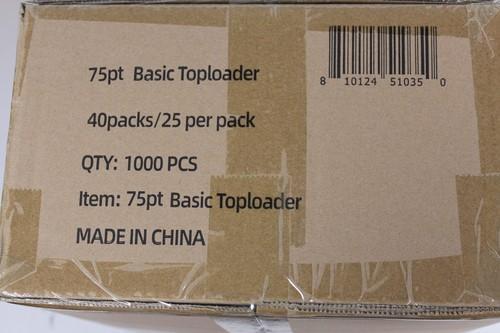 75pt Basic Toploader
8 10124 51035 0
40packs/25 per pack
QTY: 1000 PCS
Item: 75pt Basic Toploader
MADE IN CHINA